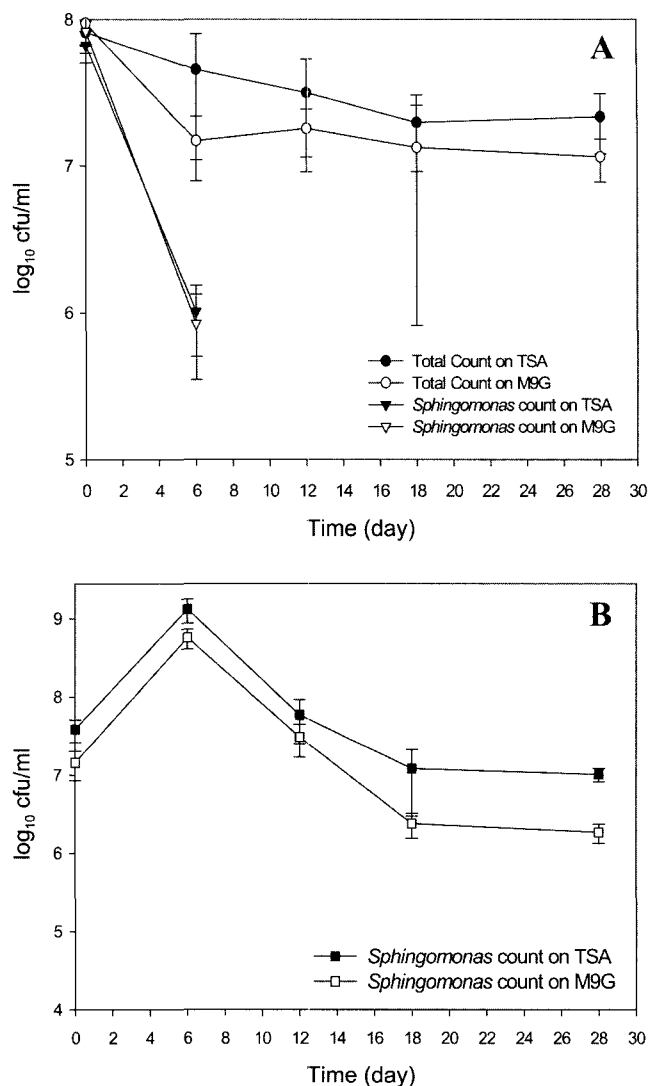 A
8
7
6
5
log₁₀ cfu/ml
Total Count on TSA
Total Count on M9G
Sphingomonas count on TSA
Sphingomonas count on M9G
0 2 4 6 8 10 12 14 16 18 20 22 24 26 28 30
Time (day)
B
9
8
7
6
5
4
log₁₀ cfu/ml
Sphingomonas count on TSA
Sphingomonas count on M9G
0 2 4 6 8 10 12 14 16 18 20 22 24 26 28 30
Time (day)